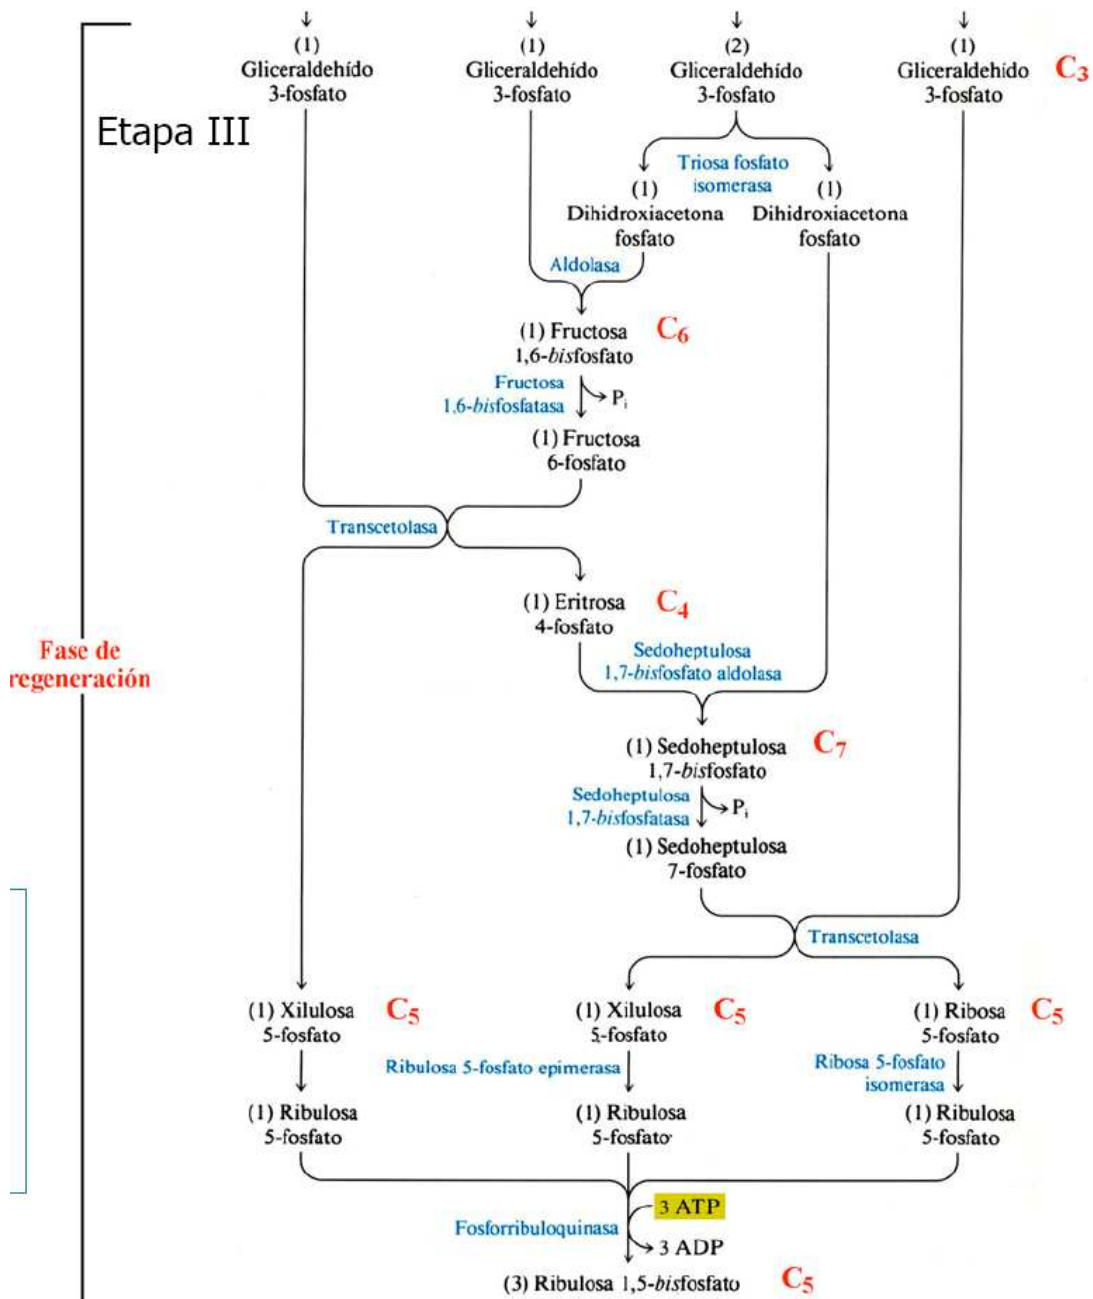 (1)
Gliceraldehído
3-fosfato
(1)
Gliceraldehído
3-fosfato
(2)
Gliceraldehído
3-fosfato
(1)
Gliceraldehído
3-fosfato
C3
Etapa III
Triosa fosfato
isomerasa
(1)
Dihidroxiacetona
fosfato
(1)
Dihidroxiacetona
fosfato
Aldolasa
(1) Fructosa
1,6-bisfosfato
C6
Fructosa
1,6-bisfosfatasa
Pi
(1) Fructosa
6-fosfato
Transcetolasa
(1) Eritrosa
4-fosfato
C4
Fase de
regeneración
Sedoheptulosa
1,7-bisfosfato aldolasa
(1) Sedoheptulosa
1,7-bisfosfato
C7
Sedoheptulosa
1,7-bisfosfatasa
Pi
(1) Sedoheptulosa
7-fosfato
Transcetolasa
(1) Xilulosa
5-fosfato
C5
(1) Xilulosa
5-fosfato
C5
(1) Ribosa
5-fosfato
C5
Ribulosa 5-fosfato epimerasa
Ribosa 5-fosfato
isomerasa
(1) Ribulosa
5-fosfato
(1) Ribulosa
5-fosfato
(1) Ribulosa
5-fosfato
3 ATP
Fosforribuloquinasa
3 ADP
(3) Ribulosa 1,5-bisfosfato
C5